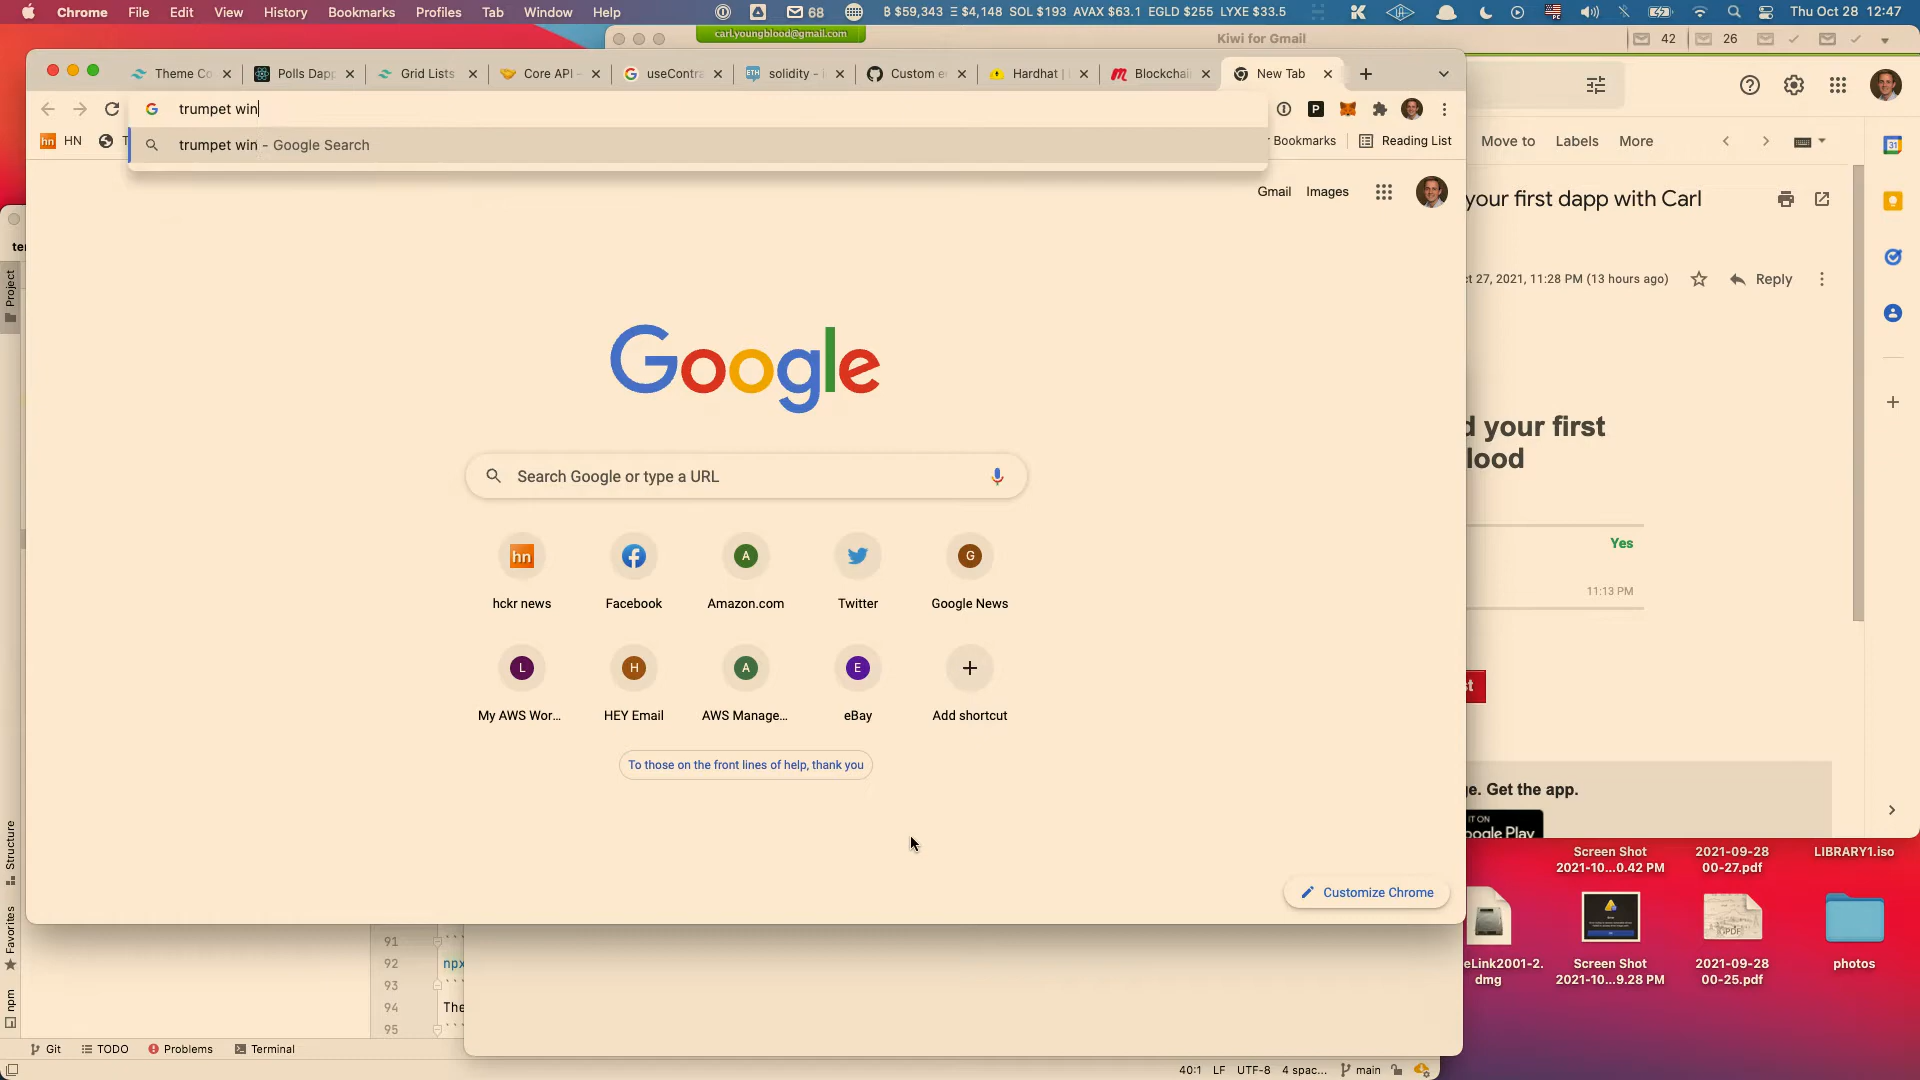 Chrome File Edit View History Bookmarks Profiles Tab Window Help
68
₿ $59,343 Ξ $4,148 SOL $193 AVAX $63.1 EGLD $255 LYXE $33.5
Thu Oct 28 12:47
carl.youngblood@gmail.com
Kiwi for Gmail
42 26
Theme Co
Polls Dapp
Grid Lists
Core API -
useContra
solidity -
Custom e
Hardhat |
Blockchai
New Tab
trumpet win
HN
Bookmarks
Reading List
trumpet win - Google Search
Gmail Images
Google
Search Google or type a URL
hckr news
Facebook
Amazon.com
Twitter
Google News
My AWS Wor...
HEY Email
AWS Manage...
eBay
Add shortcut
To those on the front lines of help, thank you
Customize Chrome
Move to Labels More
your first dapp with Carl
ct 27, 2021, 11:28 PM (13 hours ago)
Reply
d your first
lood
Yes
11:13 PM
ge. Get the app.
IT ON
oogle Play
Screen Shot
2021-10...0.42 PM
2021-09-28
00-27.pdf
LIBRARY1.iso
eLink2001-2.
dmg
Screen Shot
2021-10...9.28 PM
2021-09-28
00-25.pdf
photos
Project
Structure
Favorites
npm
91 ```
92 npx
93 ```
94 The
95 ```
Git TODO Problems Terminal
40:1 LF UTF-8 4 spac... main